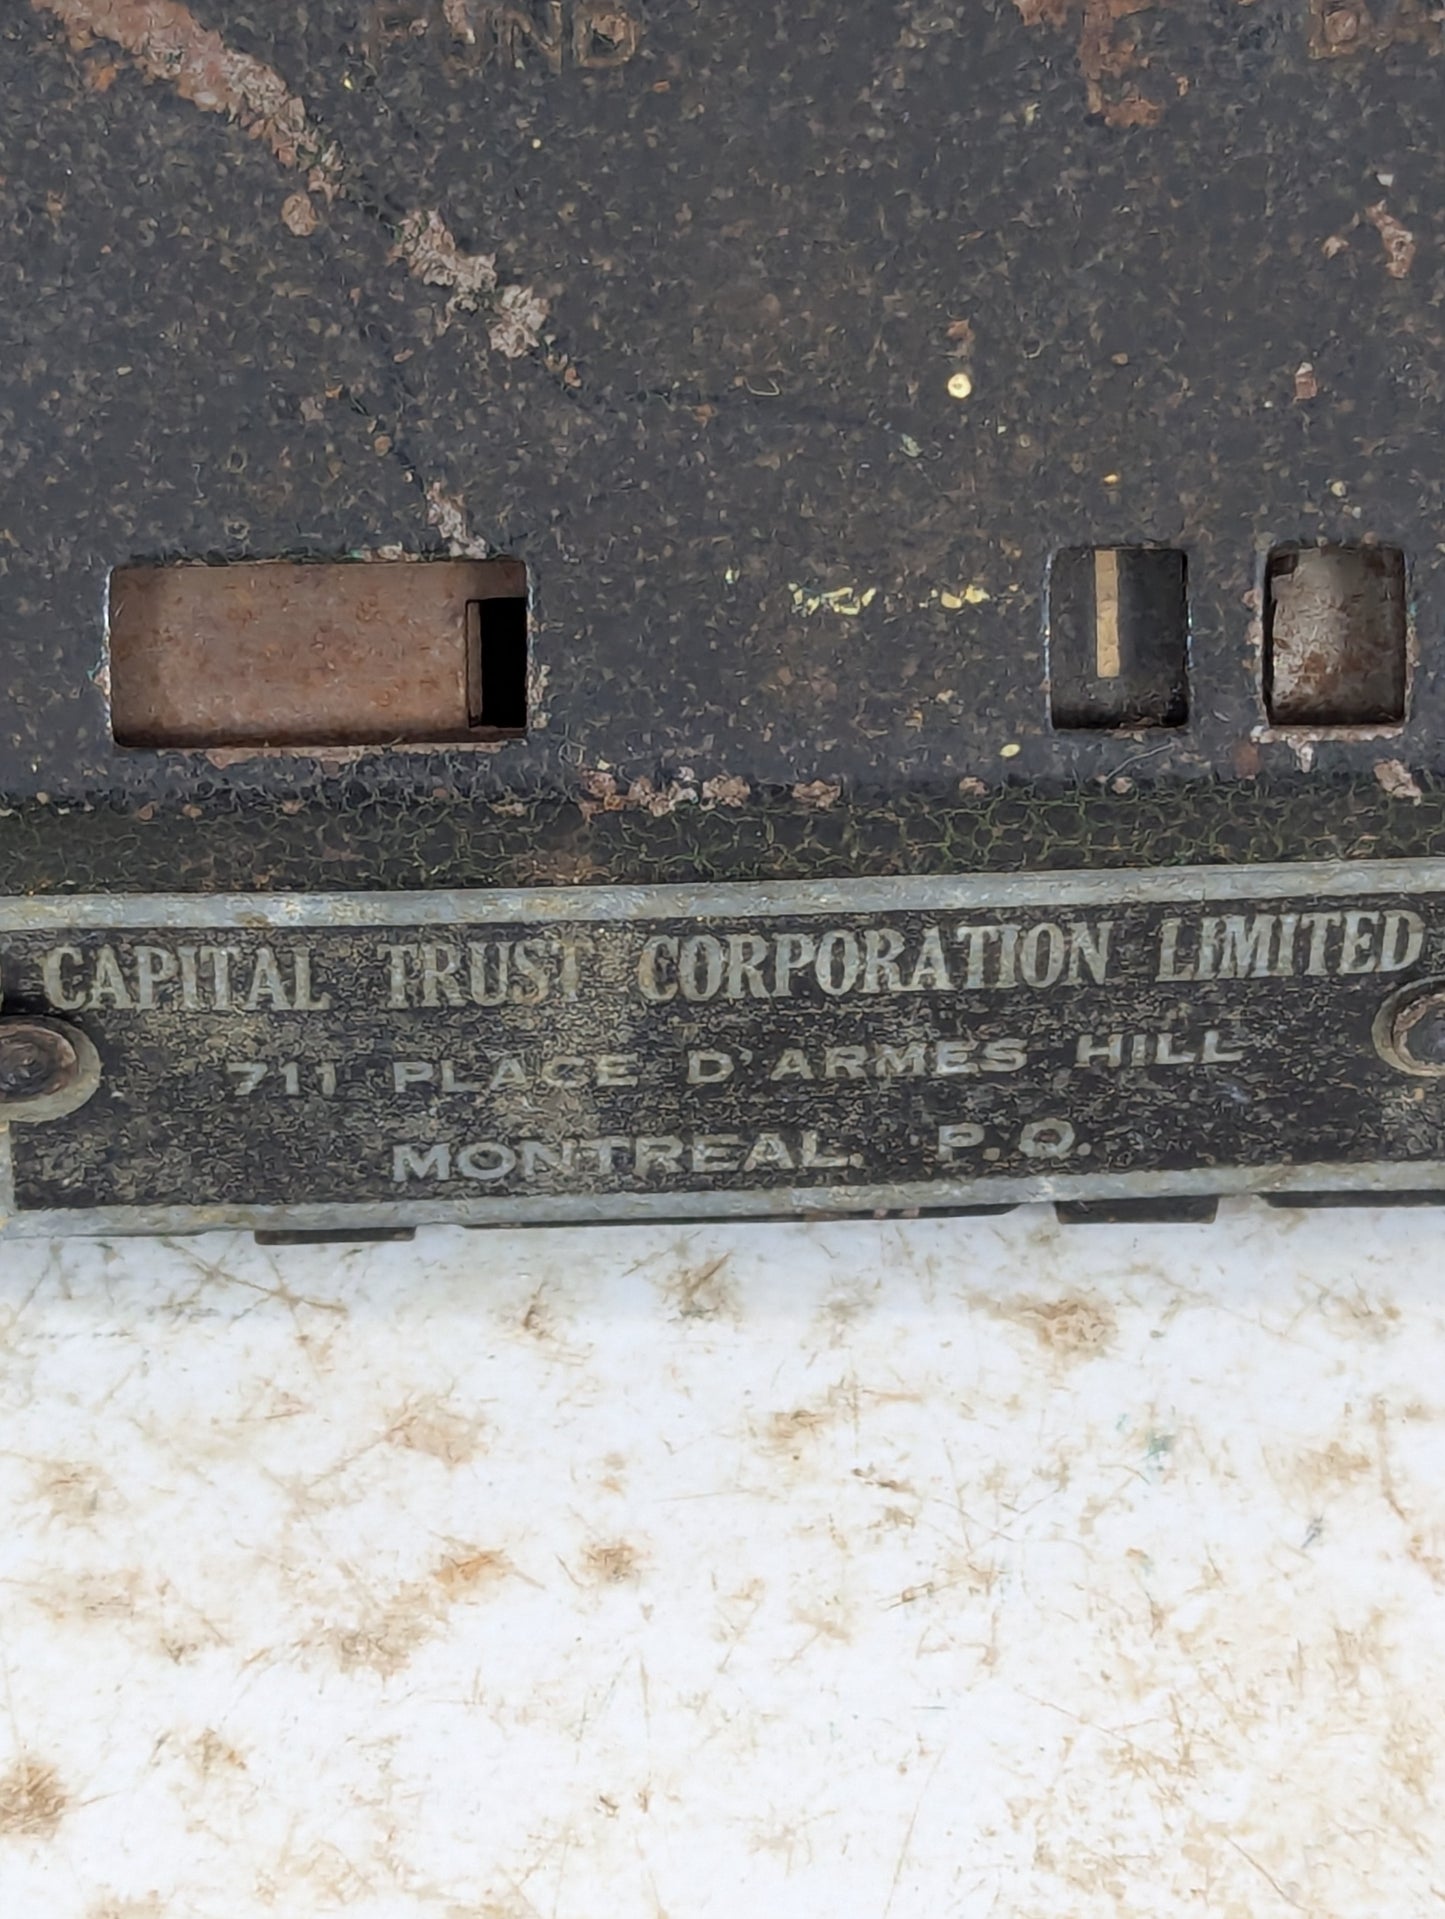 FUND
CAPITAL TRUST CORPORATION LIMITED
711 PLACE D'ARMES HILL
MONTREAL. P.Q.